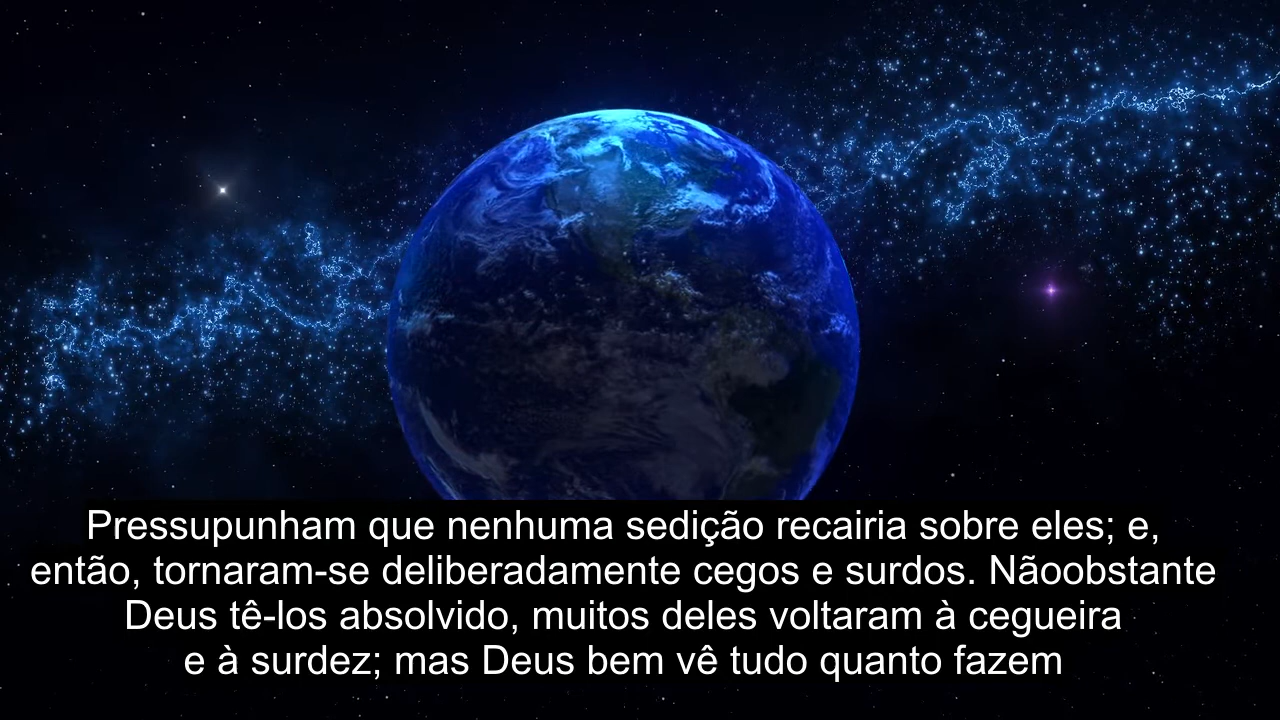 Pressupunham que nenhuma sedição recairia sobre eles; e,
então, tornaram-se deliberadamente cegos e surdos. Nãoobstante
Deus tê-los absolvido, muitos deles voltaram à cegueira
e à surdez; mas Deus bem vê tudo quanto fazem